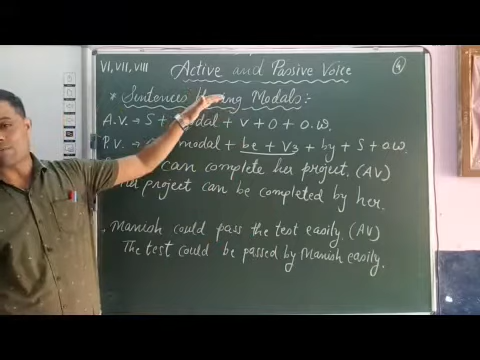 VI, VII, VIII Active and Passive Voice (4)
* Sentences Having Modals:-
A.V. → S + modal + V + O + O.W.
P.V. → modal + be + V3 + by + S + O.W.
can complete her project. (AV)
Her project can be completed by her.
Manish could pass the test easily. (AV)
The test could be passed by Manish easily.